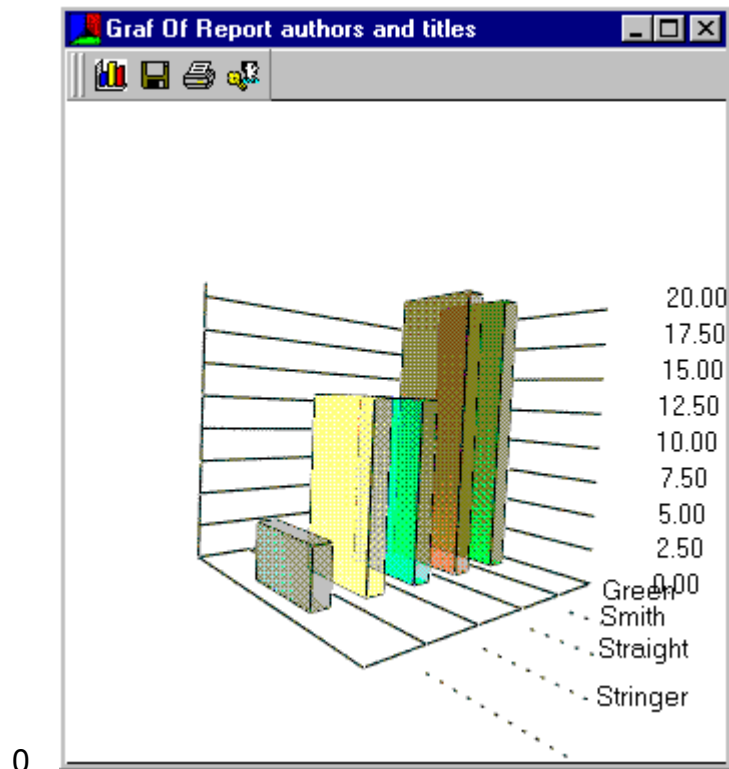 Graf Of Report authors and titles
20.00
17.50
15.00
12.50
10.00
7.50
5.00
2.50
0.00
Green
Smith
Straight
Stringer
0